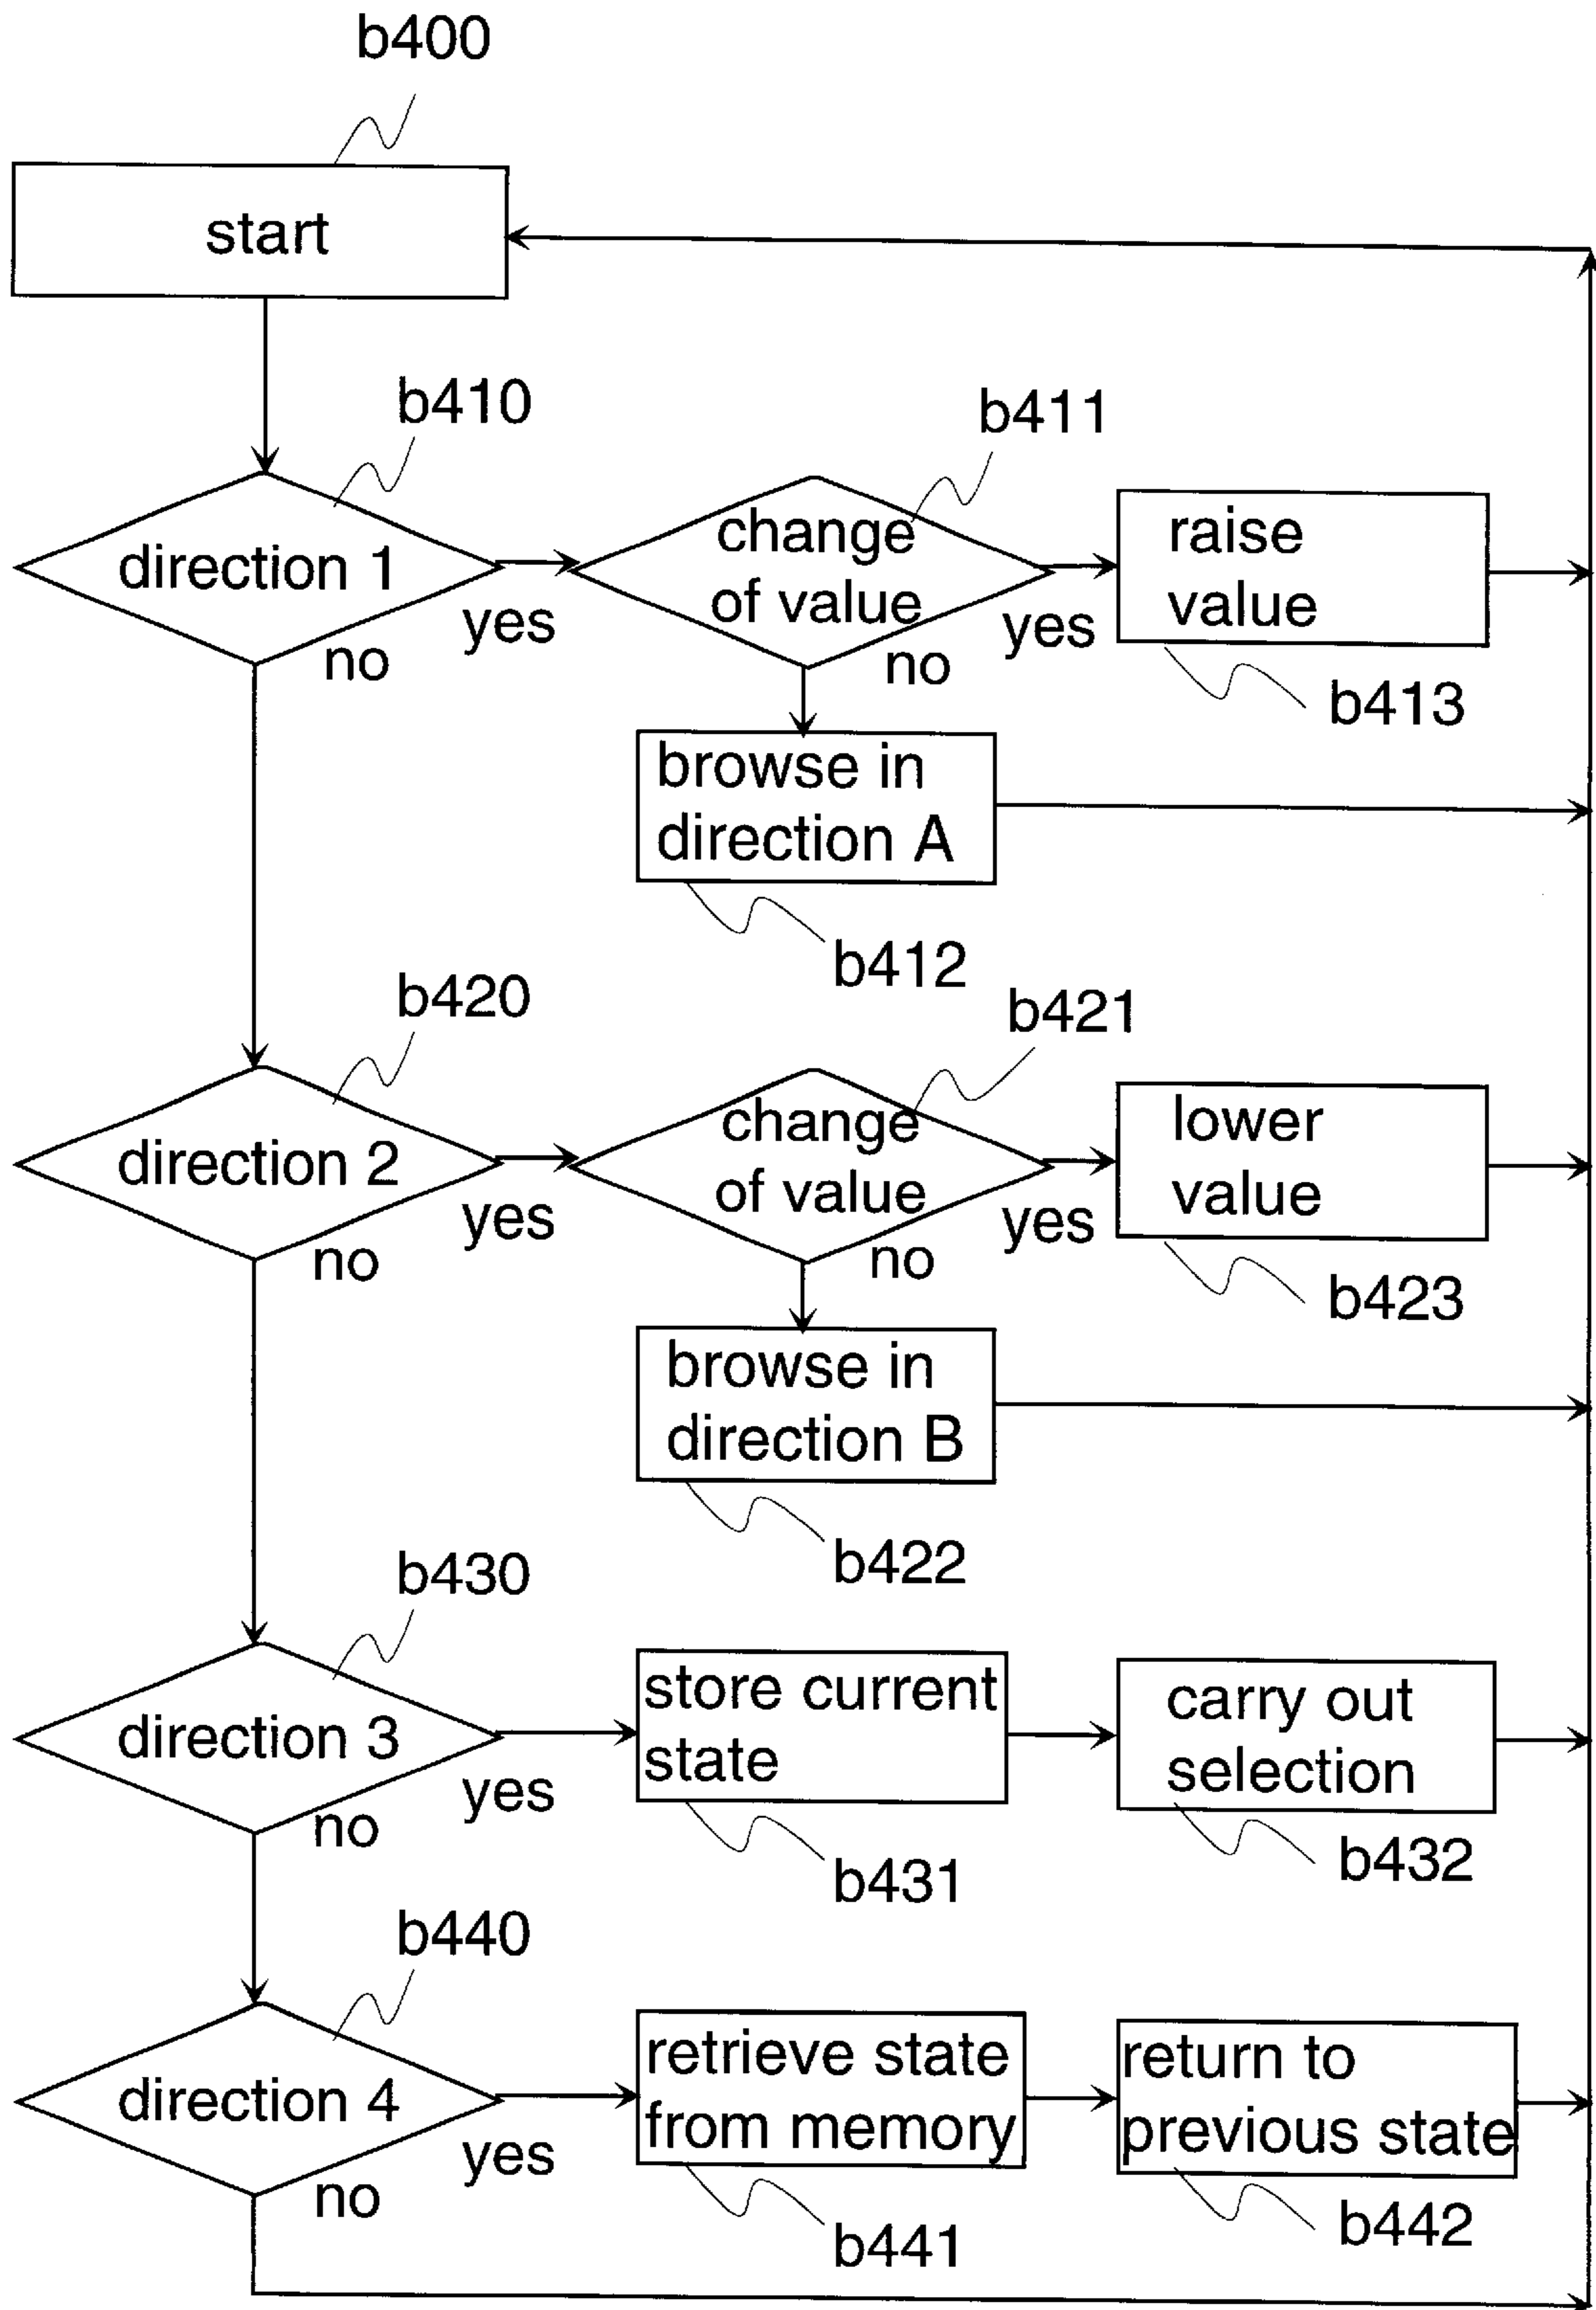 b400
start
b410
b411
direction 1
yes
no
change
of value
yes
no
raise
value
b413
browse in
direction A
b412
b420
b421
direction 2
yes
no
change
of value
yes
no
lower
value
b423
browse in
direction B
b422
b430
direction 3
yes
no
store current
state
b431
carry out
selection
b432
b440
direction 4
yes
no
retrieve state
from memory
b441
return to
previous state
b442